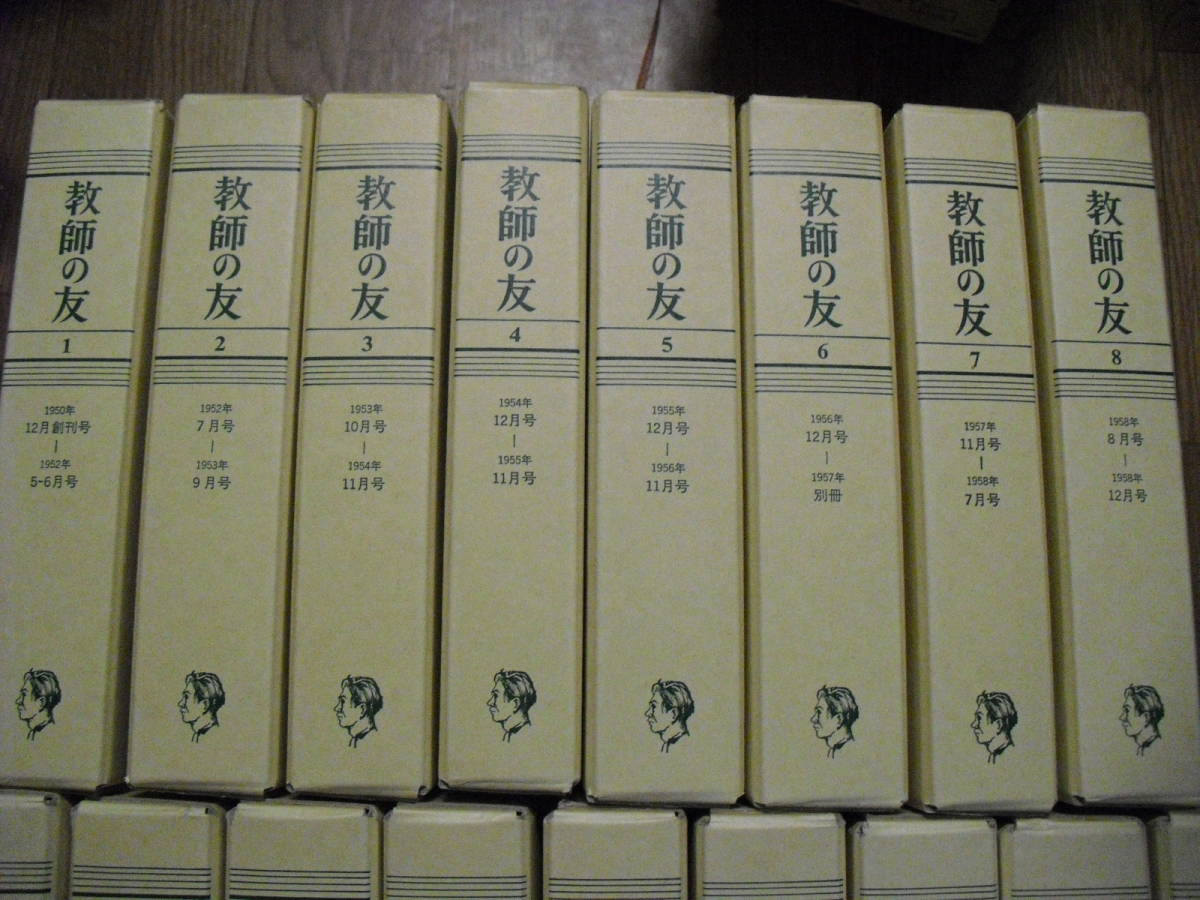 教師の友
1
1950年
12月創刊号
|
1952年
5-6月号
教師の友
2
1952年
7月号
|
1953年
9月号
教師の友
3
1953年
10月号
|
1954年
11月号
教師の友
4
1954年
12月号
|
1955年
11月号
教師の友
5
1955年
12月号
|
1956年
11月号
教師の友
6
1956年
12月号
|
1957年
別冊
教師の友
7
1957年
11月号
|
1958年
7月号
教師の友
8
1958年
8月号
|
1958年
12月号